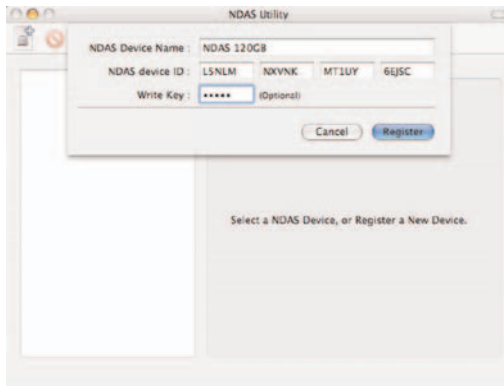 NDAS Utility
NDAS Device Name : NDAS 120GB
NDAS device ID : L5NLM NXVNK MT1UY 6EJSC
Write Key : ••••• (Optional)
Cancel Register
Select a NDAS Device, or Register a New Device.